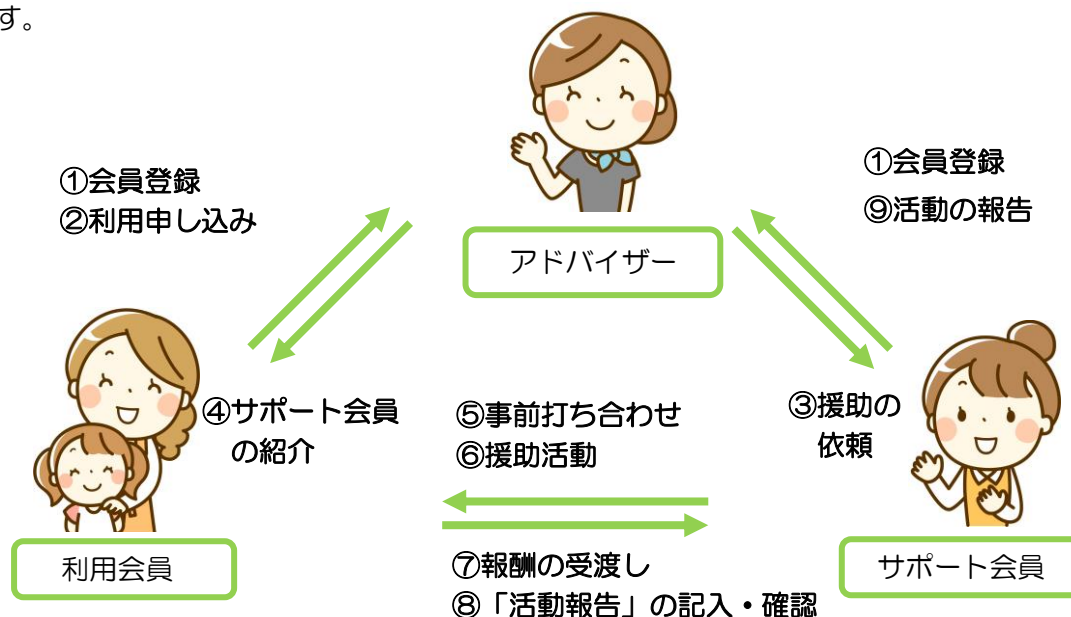 す。
①会員登録
②利用申し込み
①会員登録
⑨活動の報告
アドバイザー
④サポート会員
の紹介
⑤事前打ち合わせ
⑥援助活動
③援助の
依頼
⑦報酬の受渡し
⑧「活動報告」の記入・確認
利用会員
サポート会員